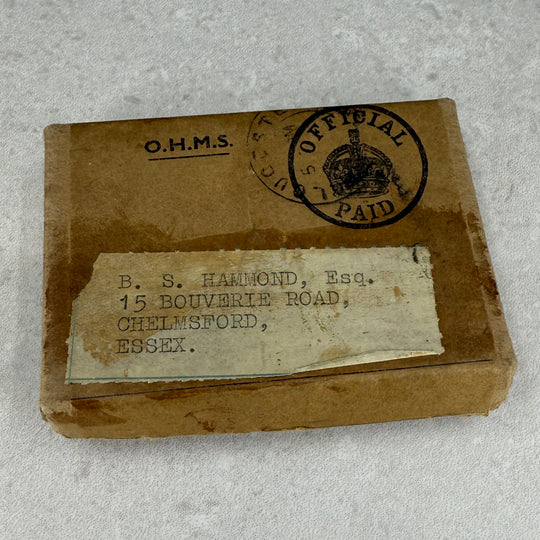 O.H.M.S.
OFFICIAL
PAID
B. S. HAMMOND, Esq.
15 BOUVERIE ROAD,
CHELMSFORD,
ESSEX.